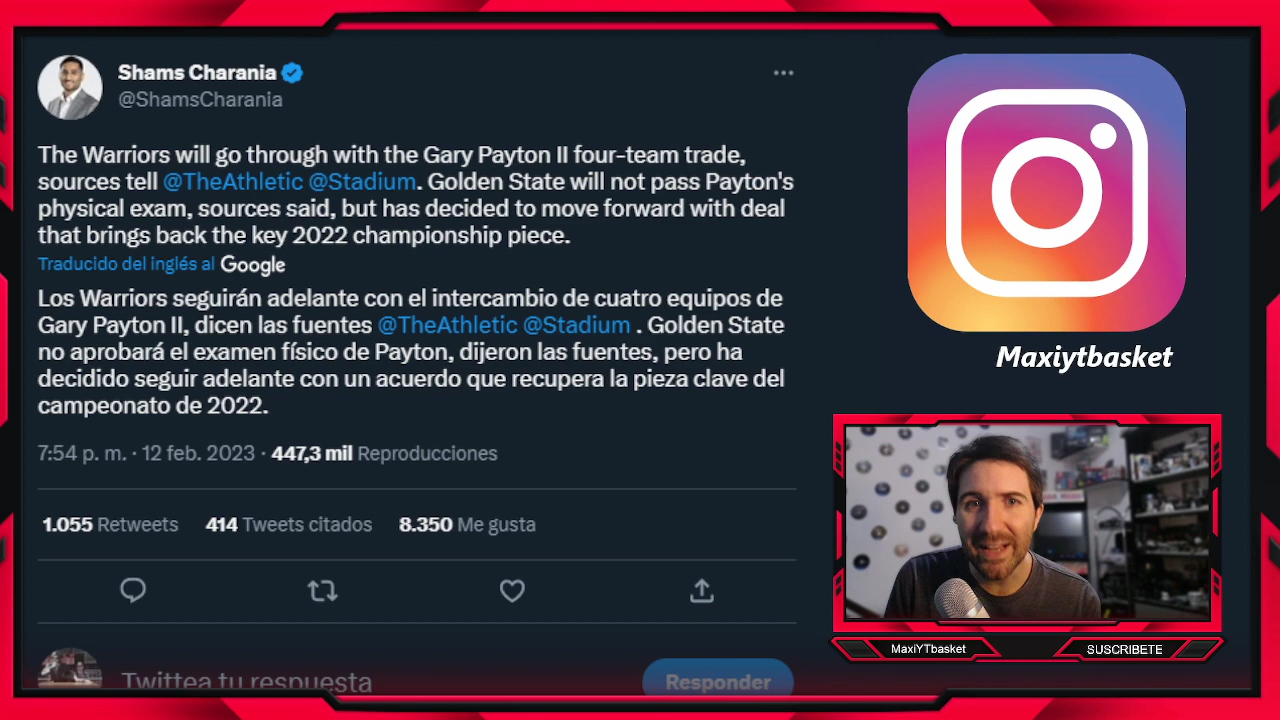 Shams Charania
@ShamsCharania
The Warriors will go through with the Gary Payton II four-team trade,
sources tell @TheAthletic @Stadium. Golden State will not pass Payton's
physical exam, sources said, but has decided to move forward with deal
that brings back the key 2022 championship piece.
Traducido del inglés al Google
Los Warriors seguirán adelante con el intercambio de cuatro equipos de
Gary Payton II, dicen las fuentes @TheAthletic @Stadium . Golden State
no aprobará el examen físico de Payton, dijeron las fuentes, pero ha
decidido seguir adelante con un acuerdo que recupera la pieza clave del
campeonato de 2022.
7:54 p. m. · 12 feb. 2023 · 447,3 mil Reproducciones
1.055 Retweets 414 Tweets citados 8.350 Me gusta
Twittea tu respuesta
Responder
Maxiytbasket
MaxiYTbasket
SUSCRIBETE